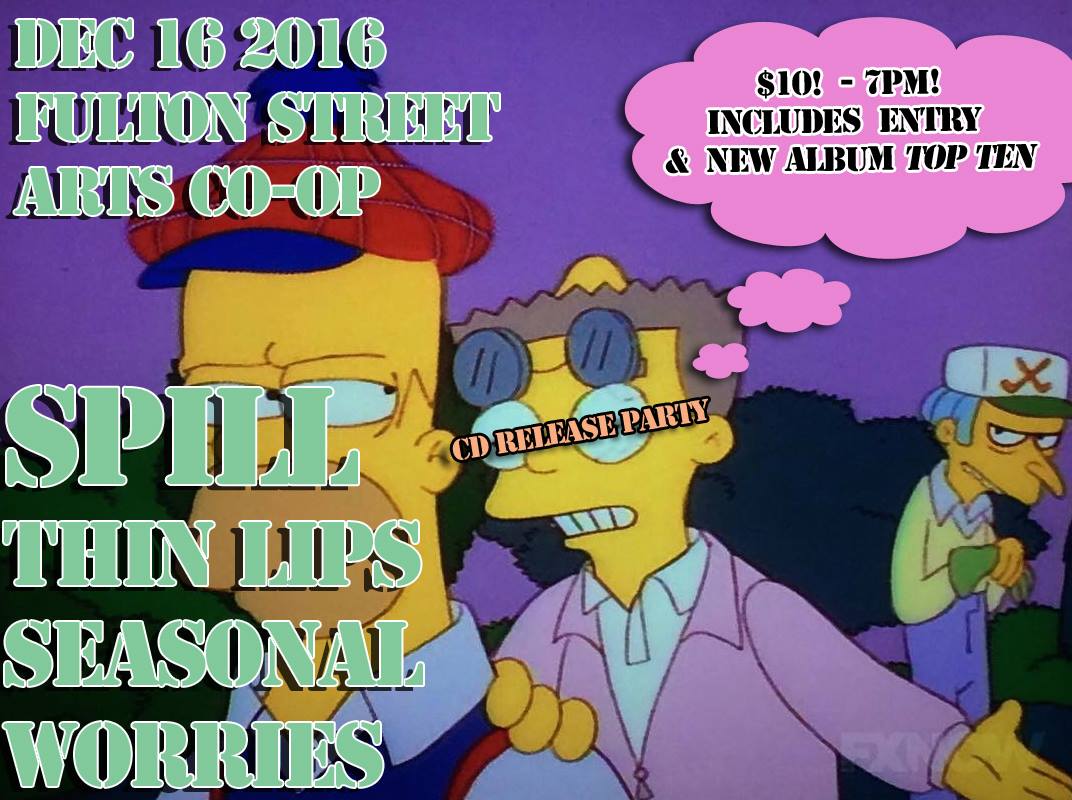 DEC 16 2016
FULTON STREET
ARTS CO-OP
$10! - 7PM!
INCLUDES ENTRY
& NEW ALBUM TOP TEN
CD RELEASE PARTY
SPILL
THIN LIPS
SEASONAL
WORRIES
FXNOW